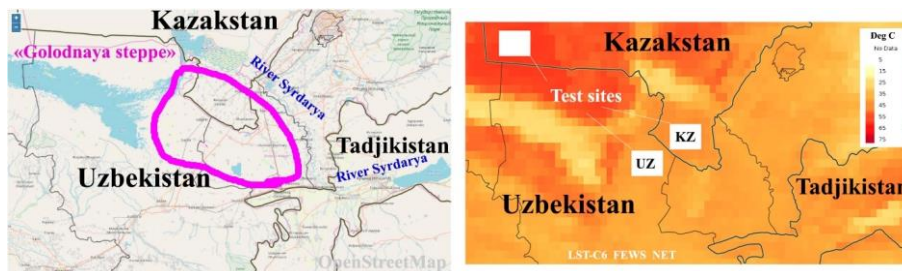 Kazakstan
«Golodnaya steppe»
River Syrdarya
Tadjikistan
River Syrdarya
Uzbekistan
OpenStreetMap
Kazakstan
Deg C
No Data
5
15
25
35
45
55
65
75
Test sites
KZ
UZ
Tadjikistan
Uzbekistan
LST-C6 FEWS NET